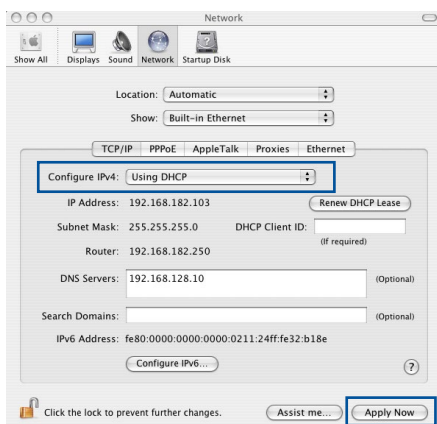 Network
Show All Displays Sound Network Startup Disk
Location: Automatic
Show: Built-in Ethernet
TCP/IP PPPoE AppleTalk Proxies Ethernet
Configure IPv4: Using DHCP
IP Address: 192.168.182.103 Renew DHCP Lease
Subnet Mask: 255.255.255.0 DHCP Client ID:
(If required)
Router: 192.168.182.250
DNS Servers: 192.168.128.10 (Optional)
Search Domains: (Optional)
IPv6 Address: fe80:0000:0000:0000:0211:24ff:fe32:b18e
Configure IPv6... ?
Click the lock to prevent further changes. Assist me... Apply Now